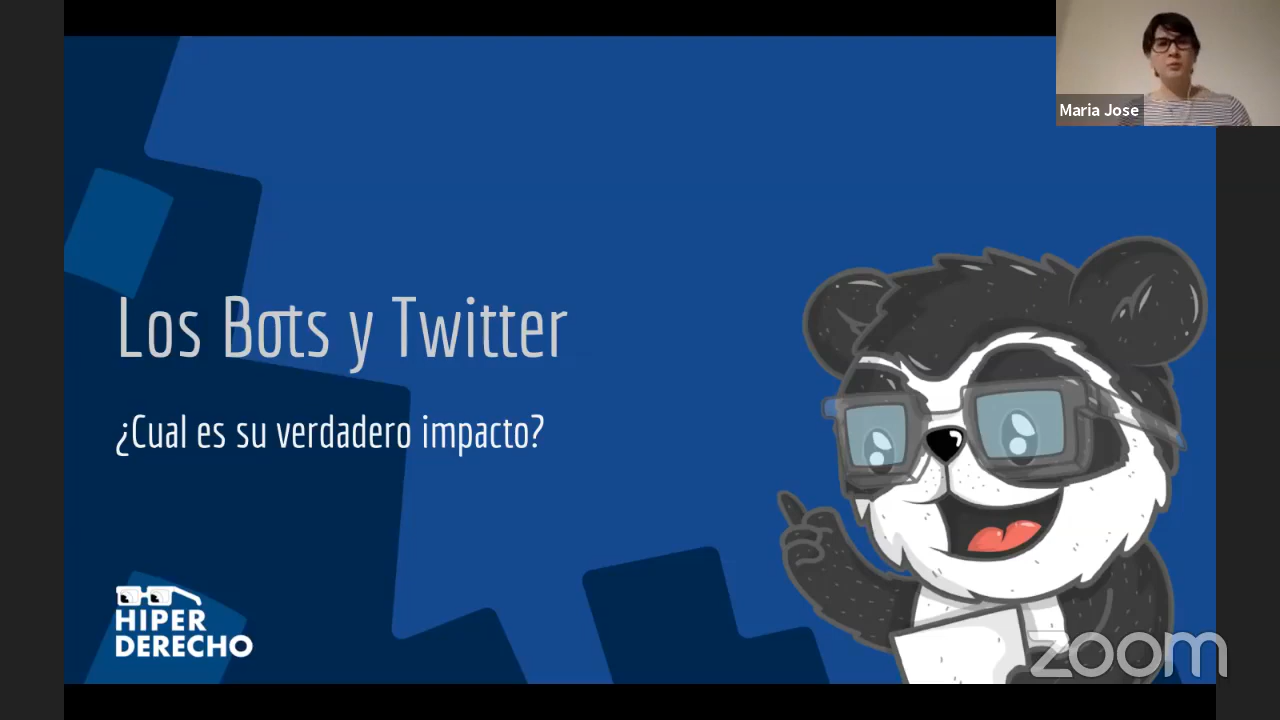 Maria Jose
Los Bots y Twitter
¿Cual es su verdadero impacto?
HIPER
DERECHO
zoom